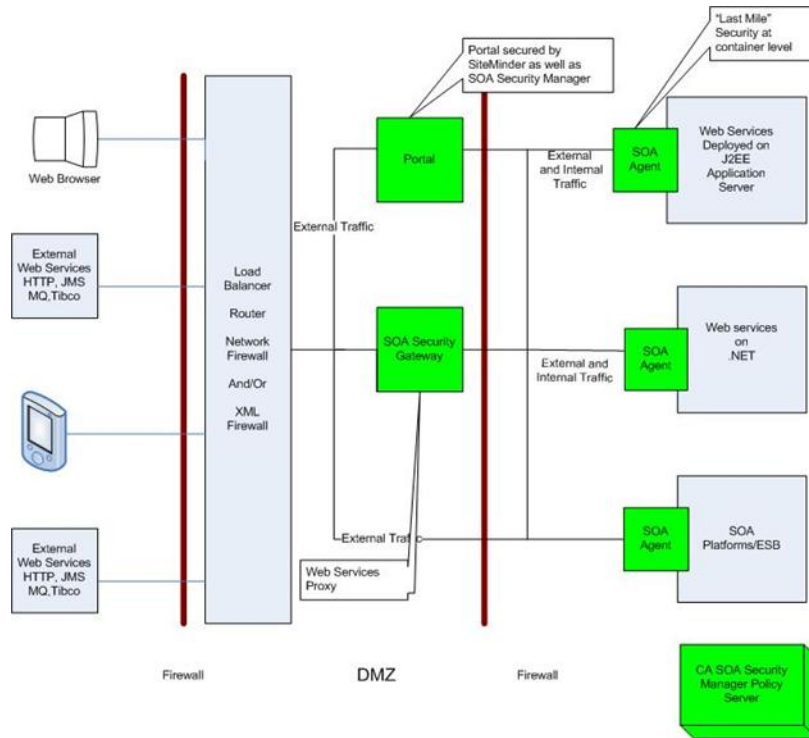 "Last Mile"
Security at
container level
Portal secured by
SiteMinder as well as
SOA Security Manager
Web Browser
Portal
External
and Internal
Traffic
SOA
Agent
Web Services
Deployed on
J2EE
Application
Server
External Traffic
External
Web Services
HTTP, JMS
MQ,Tibco
Load
Balancer
Router
Network
Firewall
And/Or
XML
Firewall
SOA Security
Gateway
External and
Internal Traffic
SOA
Agent
Web services
on
.NET
External
Web Services
HTTP, JMS
MQ,Tibco
External Traffic
Web Services
Proxy
SOA
Agent
SOA
Platforms/ESB
Firewall
DMZ
Firewall
CA SOA Security
Manager Policy
Server